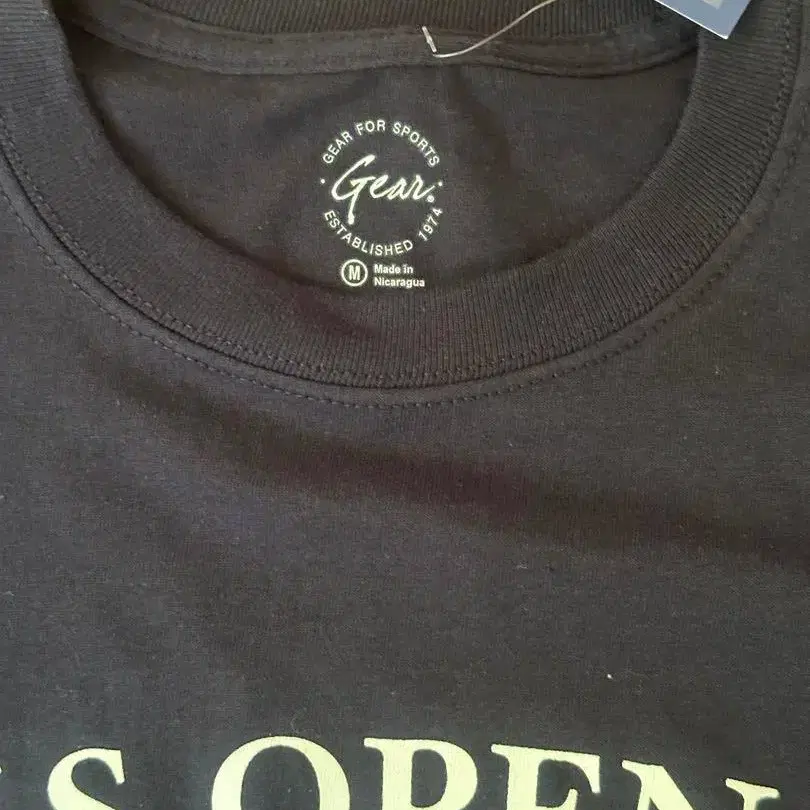 GEAR FOR SPORTS
Gear®
ESTABLISHED 1974
M Made in
Nicaragua
OPEN